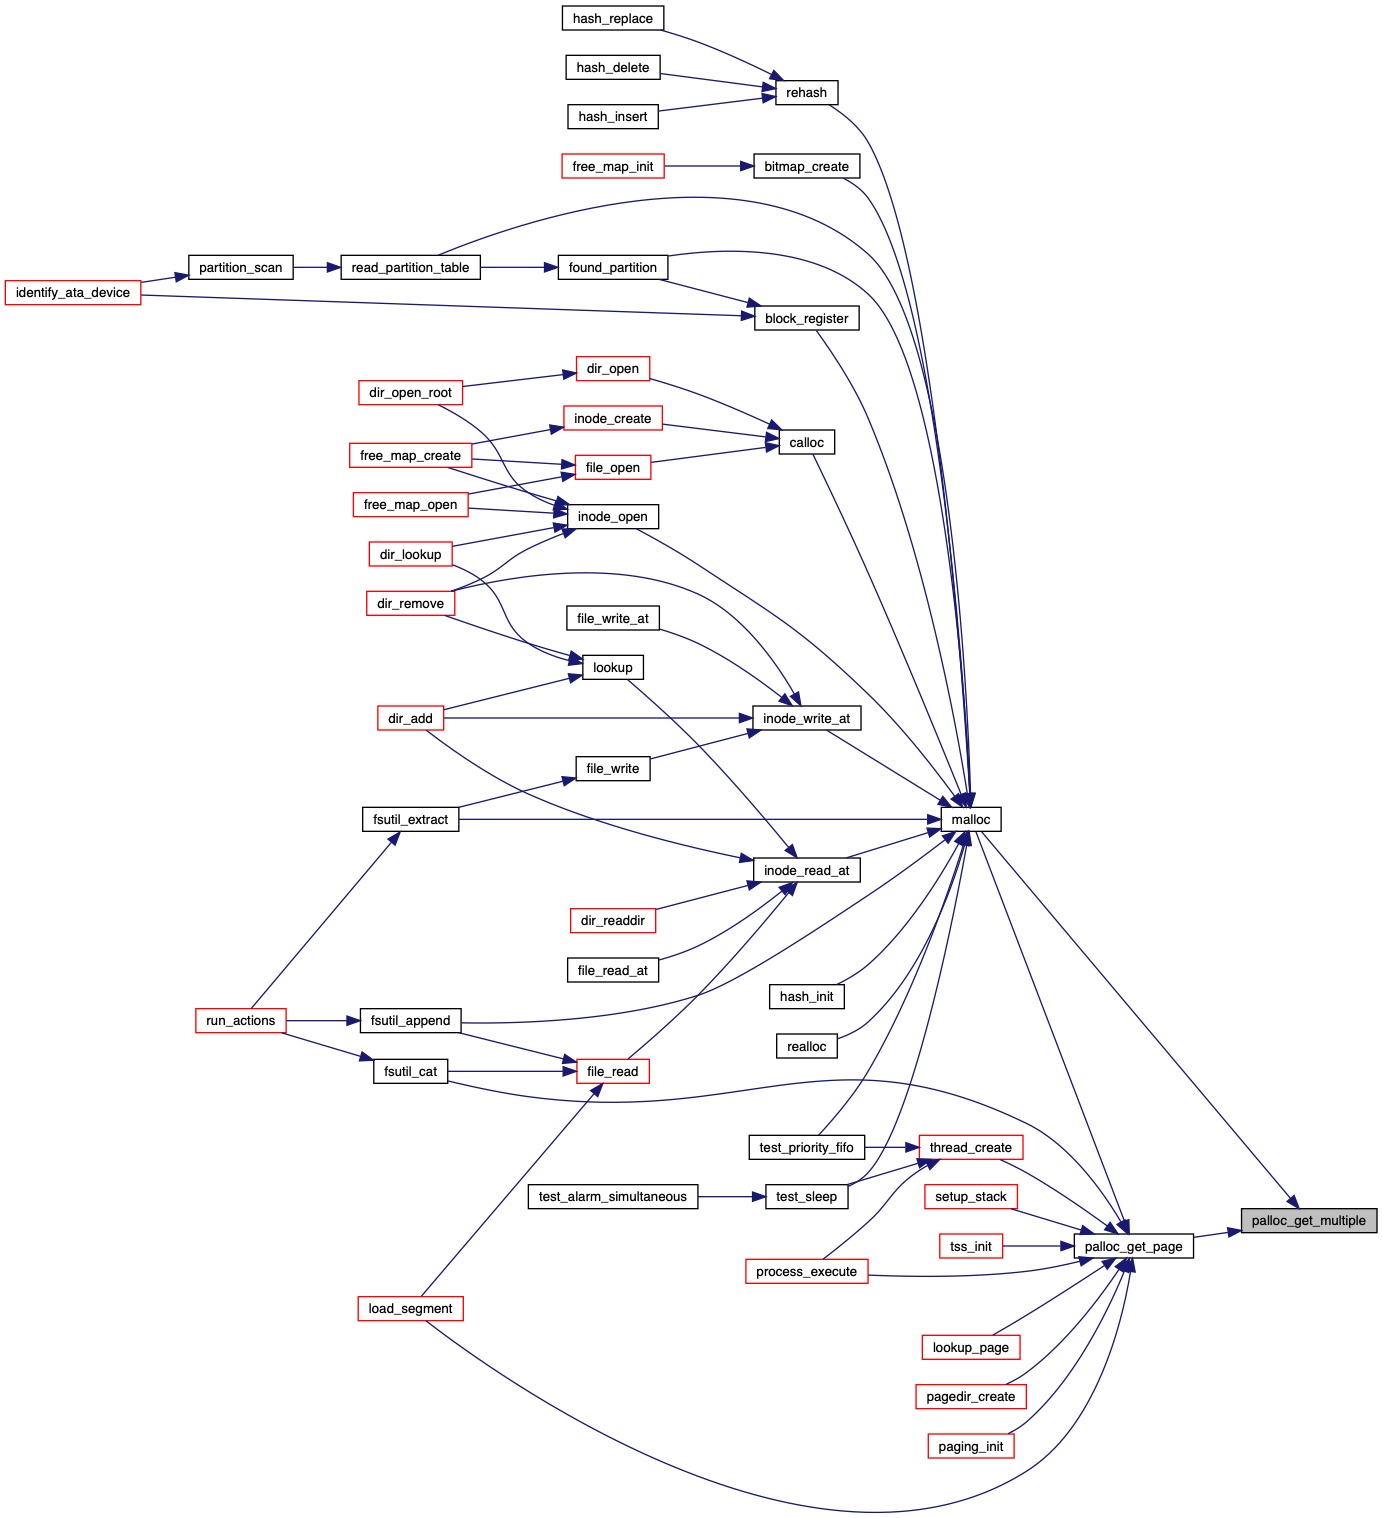 hash_replace
hash_delete
rehash
hash_insert
free_map_init
bitmap_create
partition_scan
read_partition_table
found_partition
identify_ata_device
block_register
dir_open
dir_open_root
inode_create
calloc
free_map_create
file_open
free_map_open
inode_open
dir_lookup
dir_remove
file_write_at
lookup
dir_add
inode_write_at
file_write
fsutil_extract
malloc
inode_read_at
dir_readdir
file_read_at
hash_init
run_actions
fsutil_append
realloc
fsutil_cat
file_read
test_priority_fifo
thread_create
test_alarm_simultaneous
test_sleep
setup_stack
palloc_get_multiple
tss_init
palloc_get_page
process_execute
load_segment
lookup_page
pagedir_create
paging_init